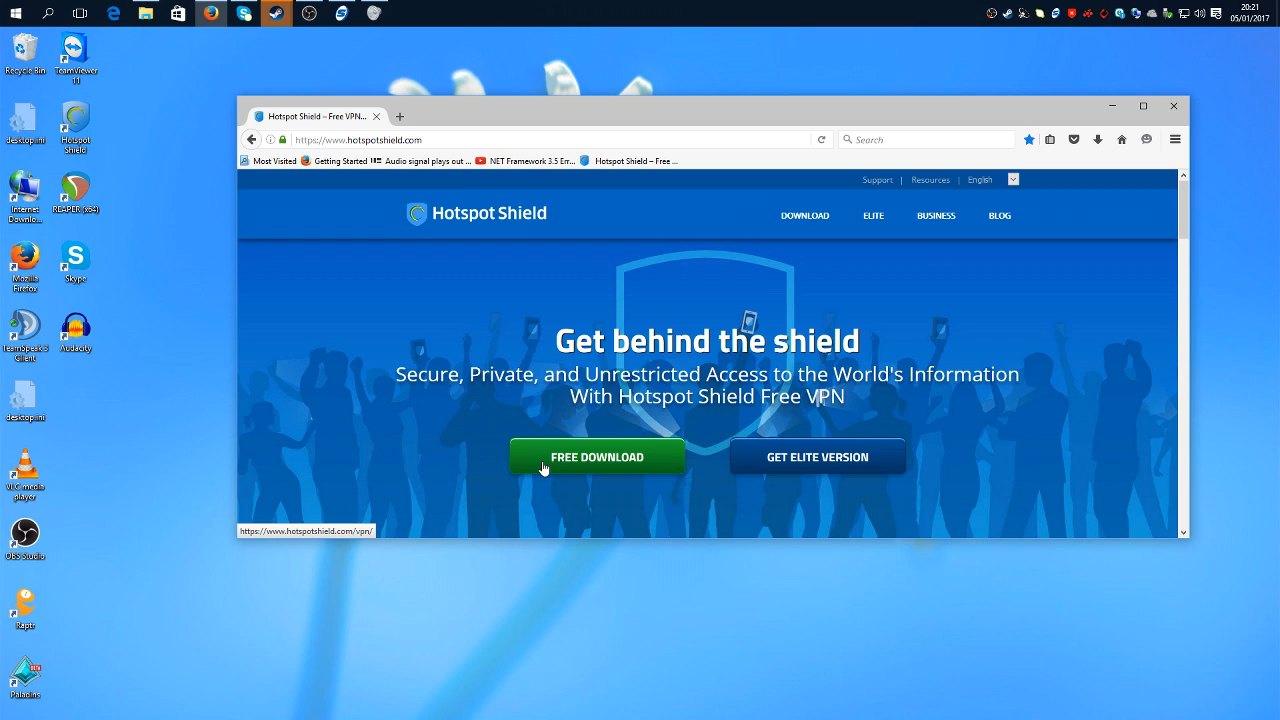 20:21
05/01/2017
Recycle Bin
TeamViewer
11
desktop.ini
Hotspot
Shield
Internet
Downlo...
REAPER (x64)
Mozilla
Firefox
Skype
TeamSpeak 3
Client
Audacity
desktop.ini
VLC media
player
OBS Studio
Raptr
Paladins
Hotspot Shield – Free VPN...
https://www.hotspotshield.com
Search
Most Visited
Getting Started
Audio signal plays out ...
NET Framework 3.5 Err...
Hotspot Shield – Free ...
Support | Resources | English
Hotspot Shield
DOWNLOAD ELITE BUSINESS BLOG
Get behind the shield
Secure, Private, and Unrestricted Access to the World's Information
With Hotspot Shield Free VPN
FREE DOWNLOAD
GET ELITE VERSION
https://www.hotspotshield.com/vpn/